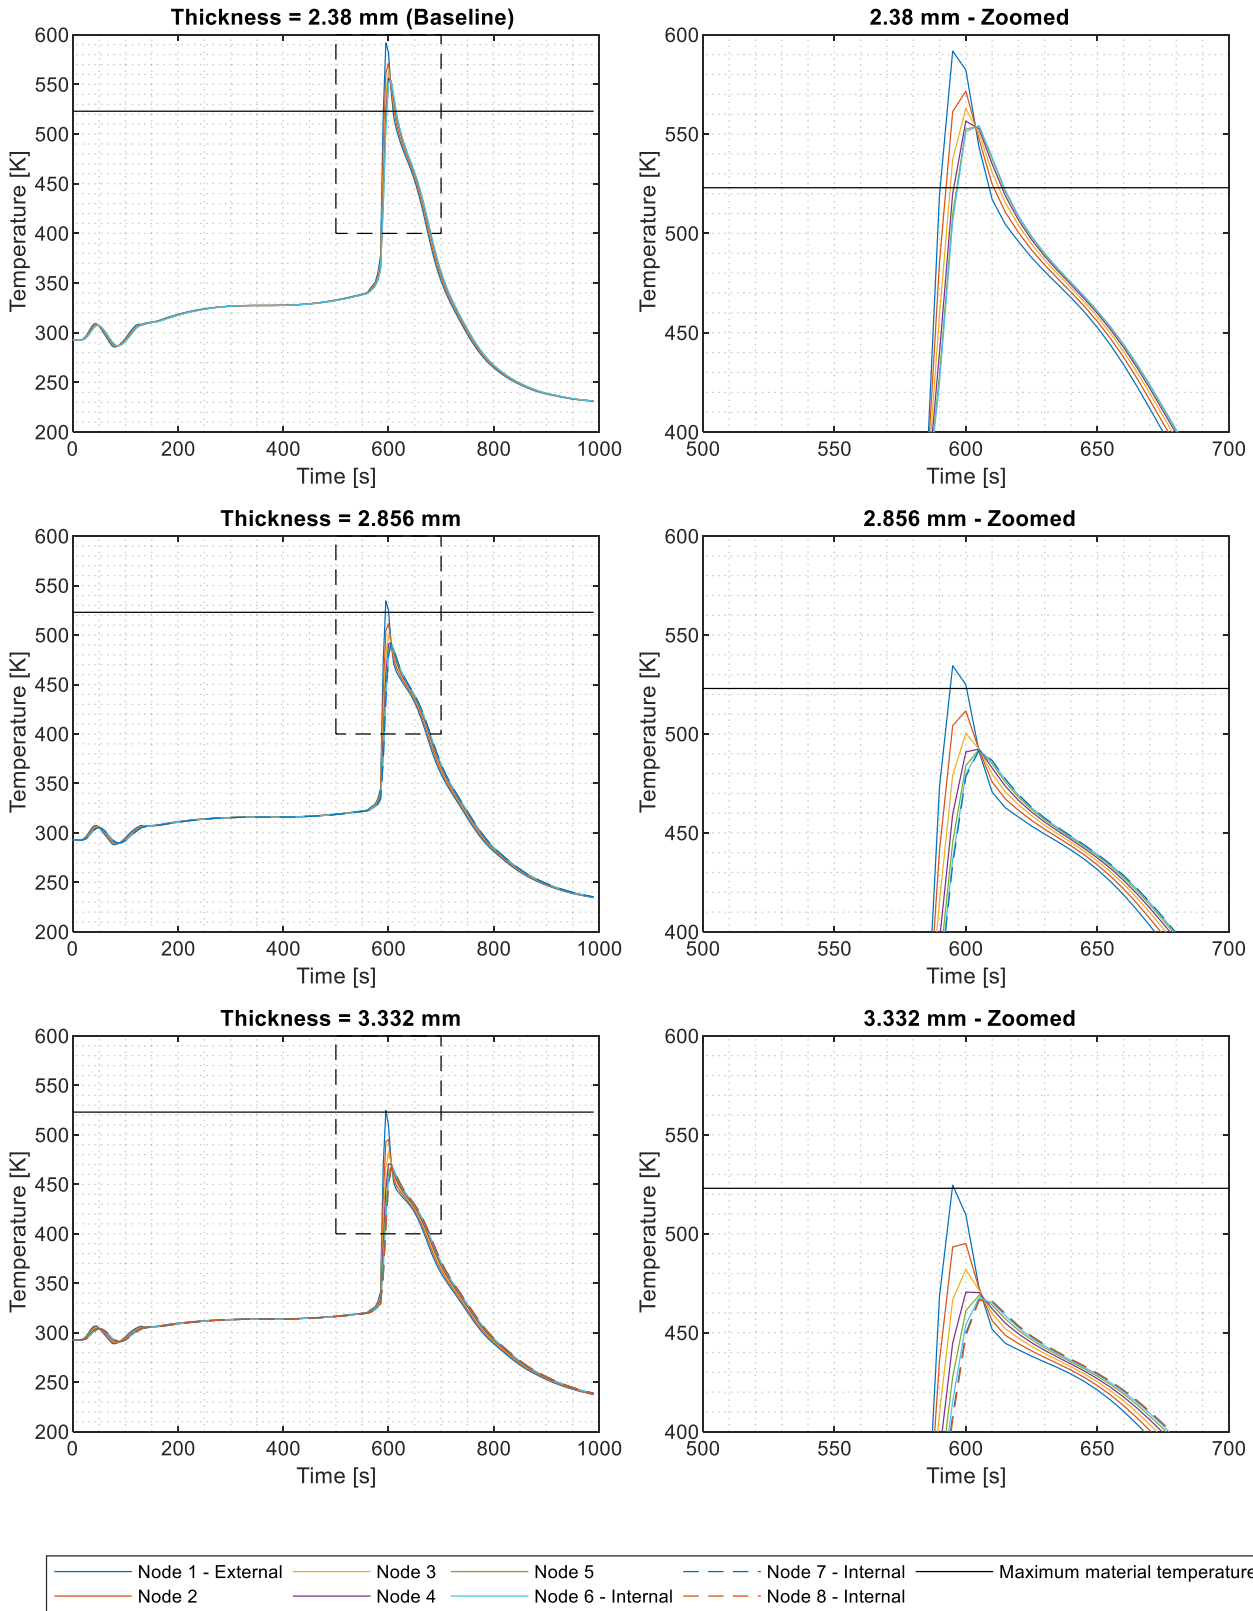 Thickness = 2.38 mm (Baseline)
600
550
500
450
400
350
300
250
200
0 200 400 600 800 1000
Temperature [K]
Time [s]
2.38 mm - Zoomed
600
550
500
450
400
500 550 600 650 700
Temperature [K]
Time [s]
Thickness = 2.856 mm
600
550
500
450
400
350
300
250
200
0 200 400 600 800 1000
Temperature [K]
Time [s]
2.856 mm - Zoomed
600
550
500
450
400
500 550 600 650 700
Temperature [K]
Time [s]
Thickness = 3.332 mm
600
550
500
450
400
350
300
250
200
0 200 400 600 800 1000
Temperature [K]
Time [s]
3.332 mm - Zoomed
600
550
500
450
400
500 550 600 650 700
Temperature [K]
Time [s]
Node 1 - External Node 3 Node 5 Node 7 - Internal Maximum material temperature
Node 2 Node 4 Node 6 - Internal Node 8 - Internal